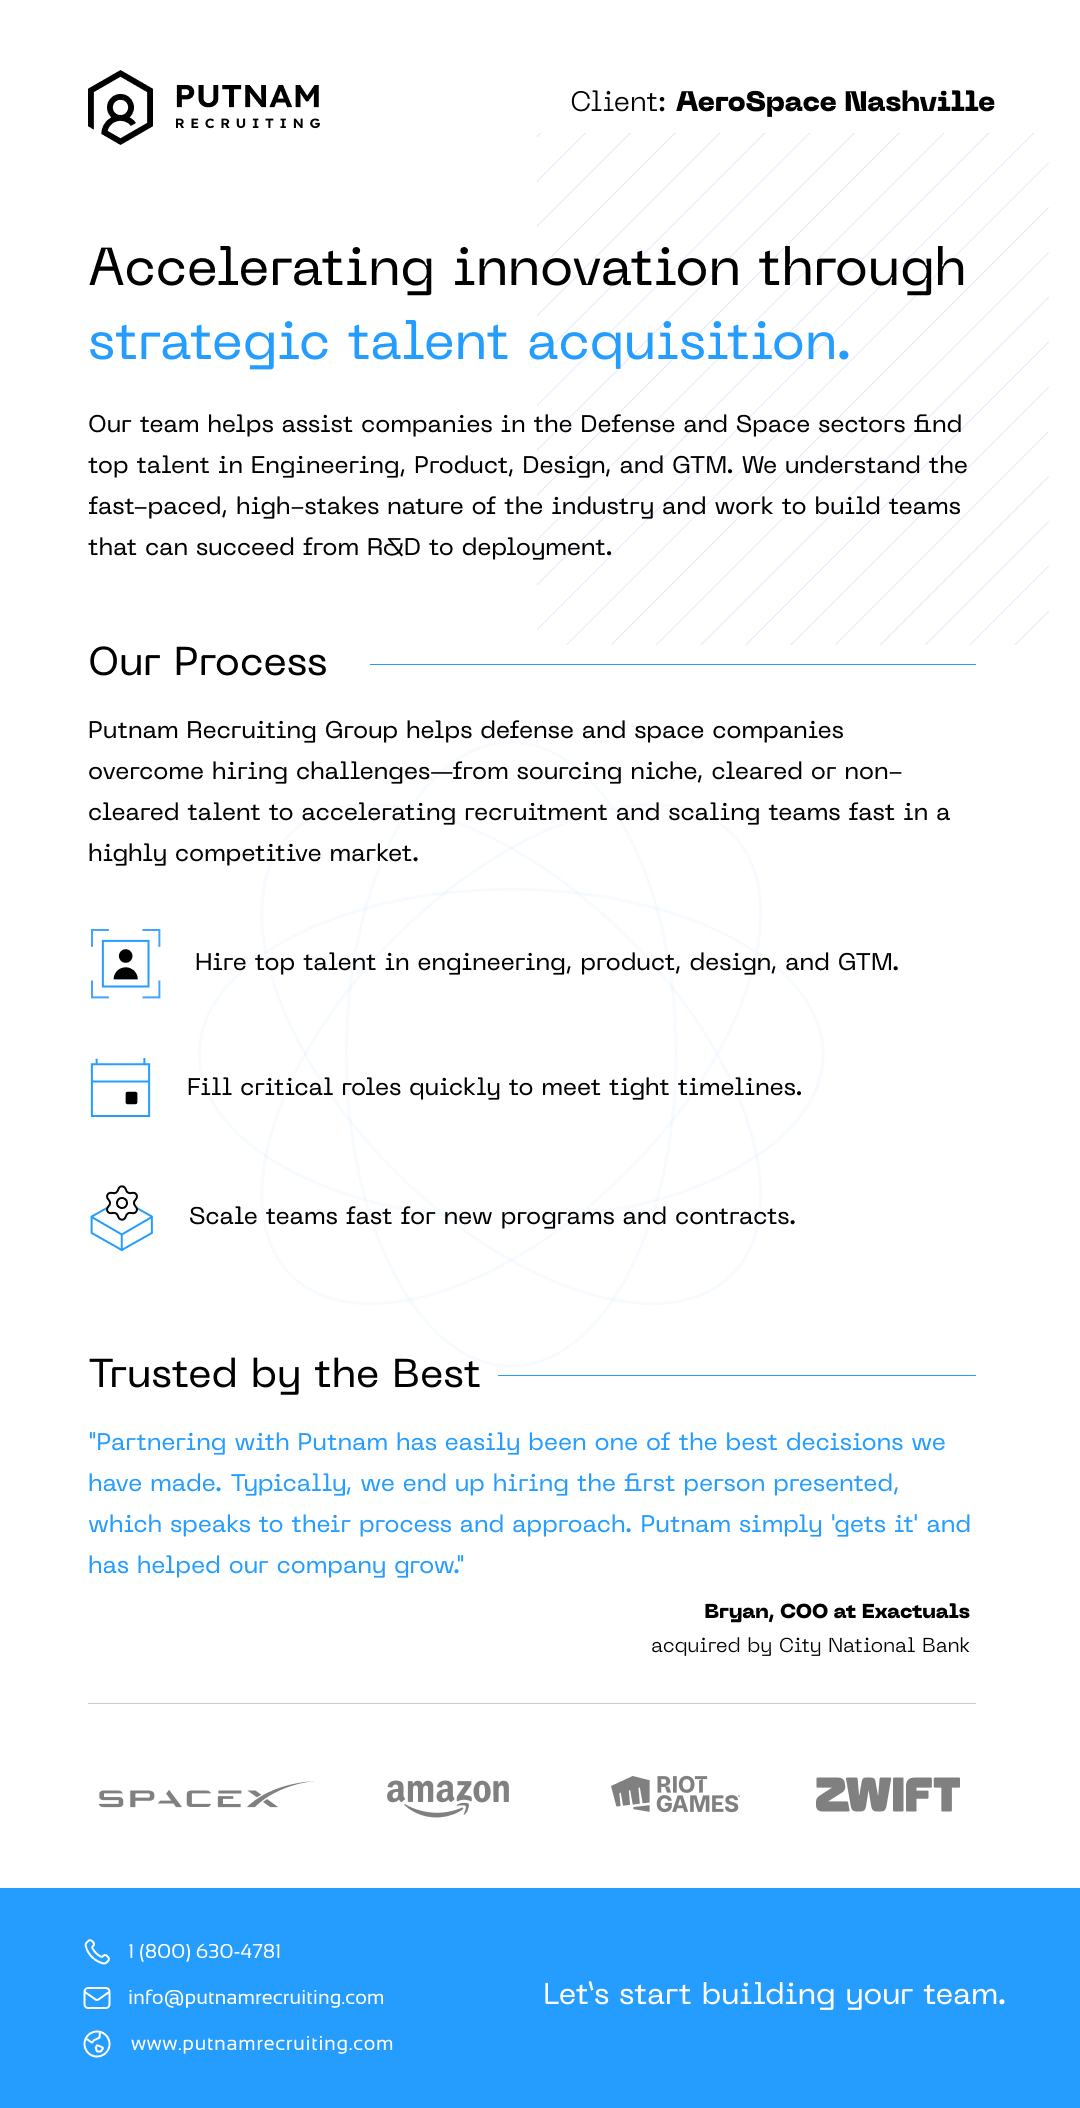 PUTNAM
RECRUITING
Client: AeroSpace Nashville
Accelerating innovation through
strategic talent acquisition.
Our team helps assist companies in the Defense and Space sectors find
top talent in Engineering, Product, Design, and GTM. We understand the
fast-paced, high-stakes nature of the industry and work to build teams
that can succeed from R&D to deployment.
Our Process
Putnam Recruiting Group helps defense and space companies
overcome hiring challenges—from sourcing niche, cleared or non-
cleared talent to accelerating recruitment and scaling teams fast in a
highly competitive market.
Hire top talent in engineering, product, design, and GTM.
Fill critical roles quickly to meet tight timelines.
Scale teams fast for new programs and contracts.
Trusted by the Best
"Partnering with Putnam has easily been one of the best decisions we
have made. Typically, we end up hiring the first person presented,
which speaks to their process and approach. Putnam simply 'gets it' and
has helped our company grow."
Bryan, COO at Exactuals
acquired by City National Bank
SPACEX
amazon
RIOT
GAMES
ZWIFT
1 (800) 630-4781
info@putnamrecruiting.com
www.putnamrecruiting.com
Let's start building your team.